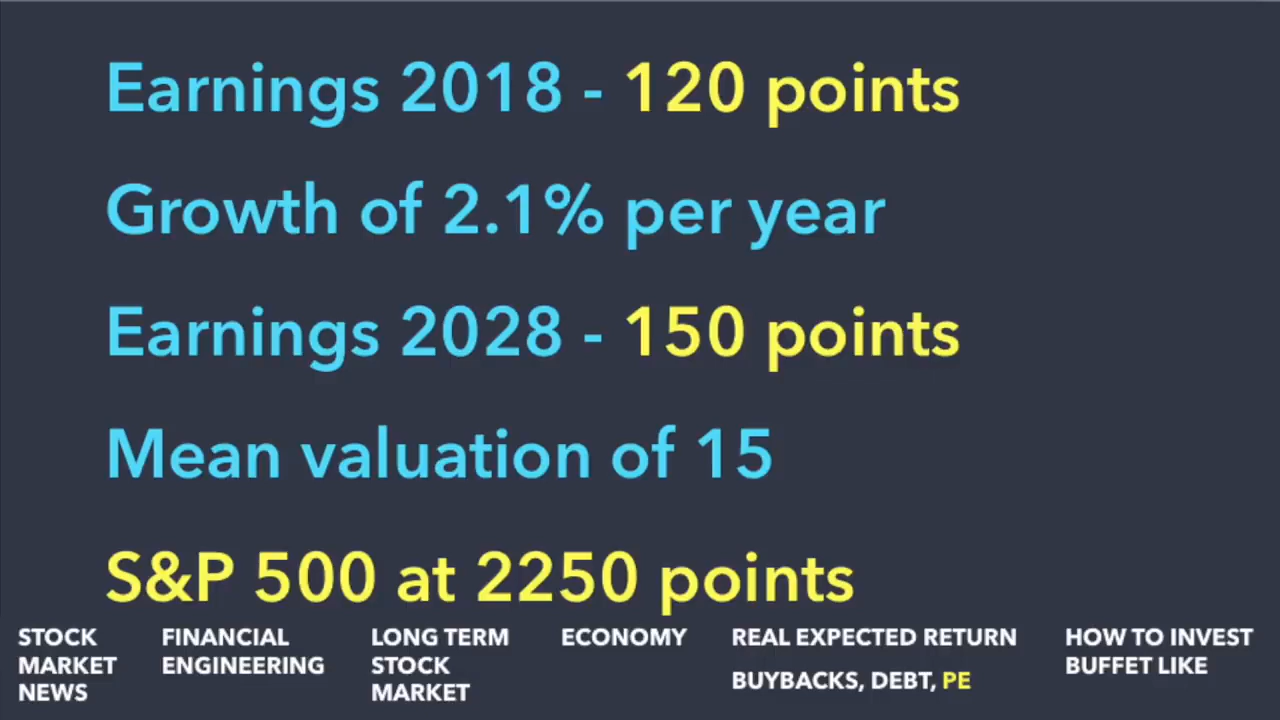 Earnings 2018 - 120 points
Growth of 2.1% per year
Earnings 2028 - 150 points
Mean valuation of 15
S&P 500 at 2250 points
STOCK
MARKET
NEWS
FINANCIAL
ENGINEERING
LONG TERM
STOCK
MARKET
ECONOMY
REAL EXPECTED RETURN
BUYBACKS, DEBT, PE
HOW TO INVEST
BUFFET LIKE